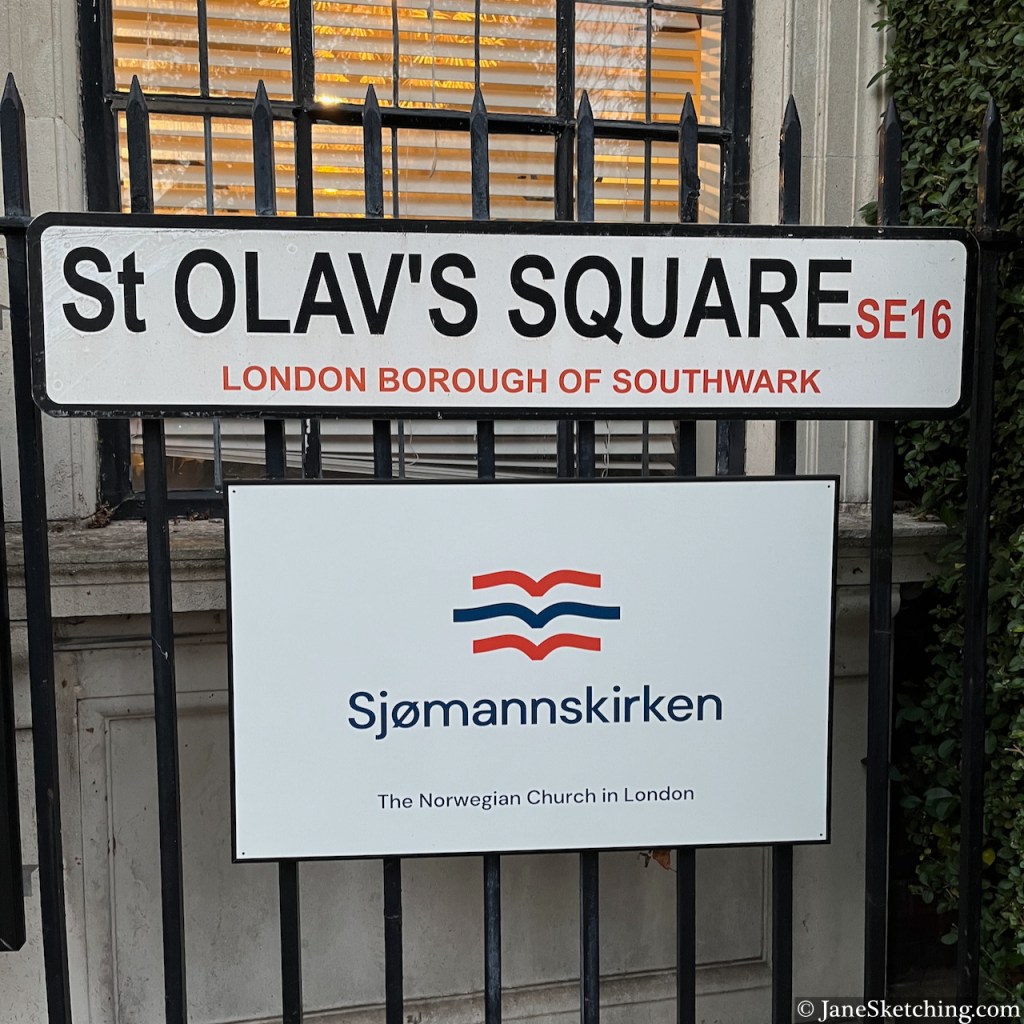 St OLAV'S SQUARE SE16
LONDON BOROUGH OF SOUTHWARK
Sjømannskirken
The Norwegian Church in London
© JaneSketching.com